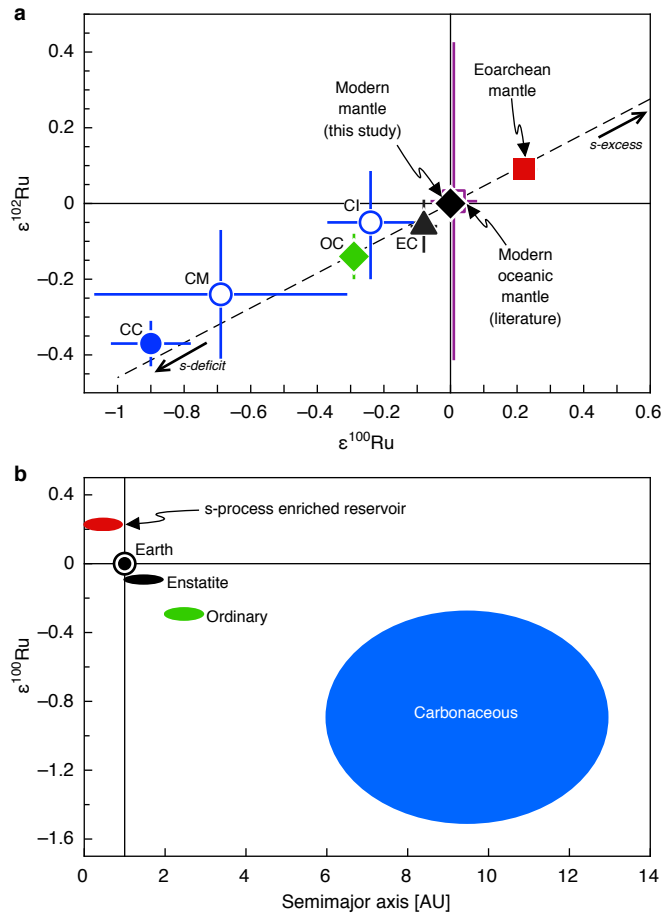 a
0.4
0.2
0
−0.2
−0.4
ε102Ru
Modern
mantle
(this study)
Eoarchean
mantle
s-excess
CI
OC
EC
CM
CC
s-deficit
Modern
oceanic
mantle
(literature)
−1 −0.8 −0.6 −0.4 −0.2 0 0.2 0.4 0.6
ε100Ru
b
0.4
0
−0.4
−0.8
−1.2
−1.6
ε100Ru
s-process enriched reservoir
Earth
Enstatite
Ordinary
Carbonaceous
0 2 4 6 8 10 12 14
Semimajor axis [AU]